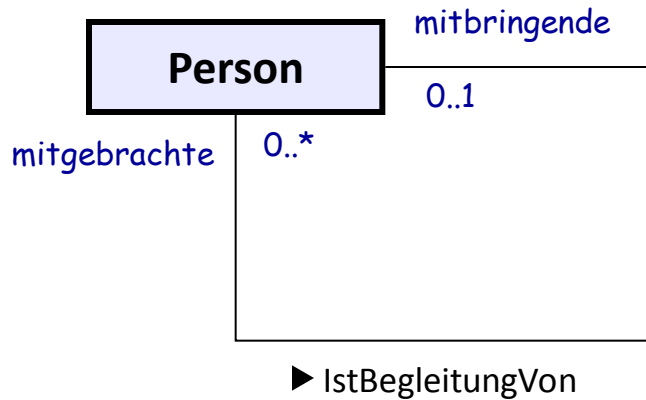 mitbringende
Person
0..1
mitgebrachte
0..*
▶ IstBegleitungVon